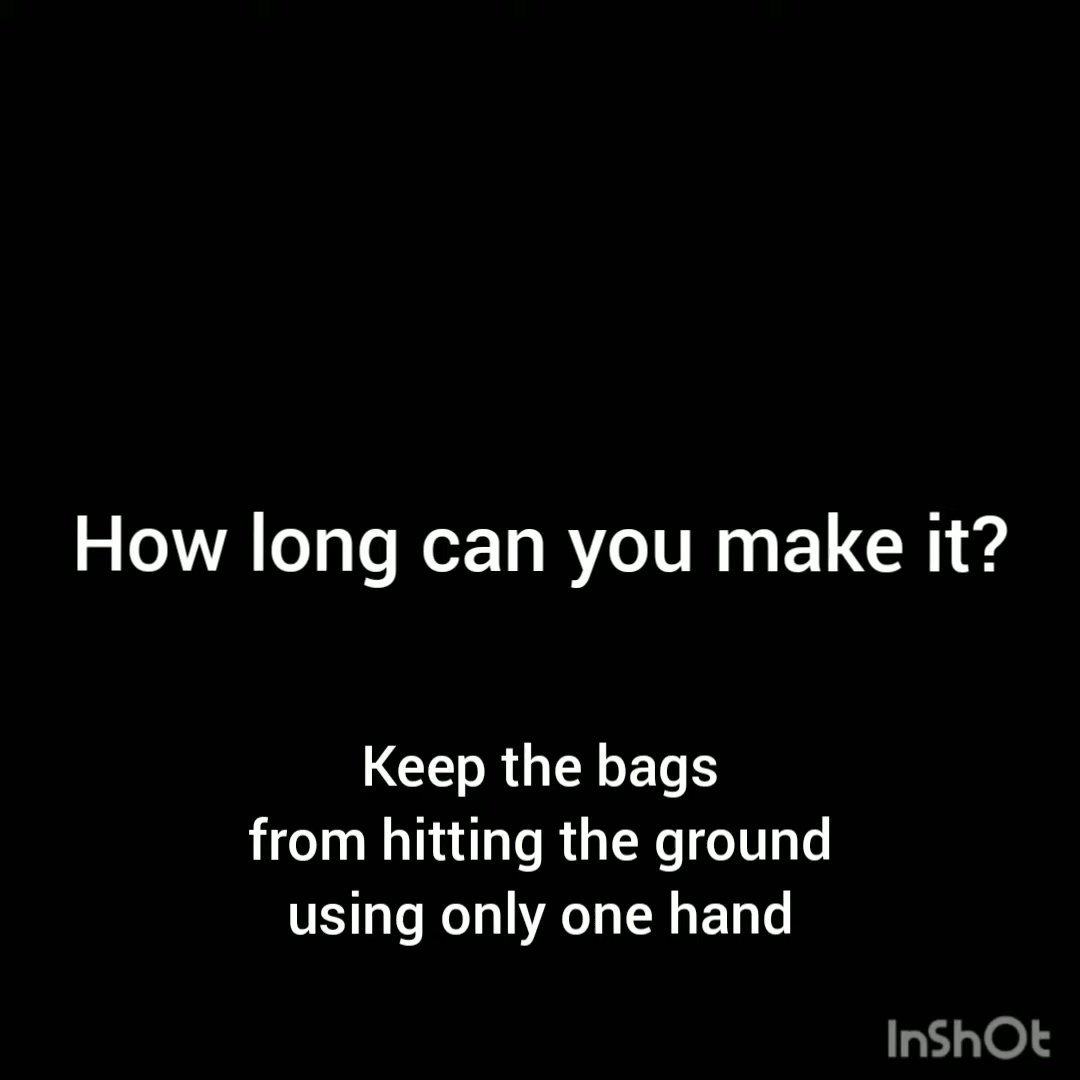 How long can you make it?
Keep the bags
from hitting the ground
using only one hand
InShOt